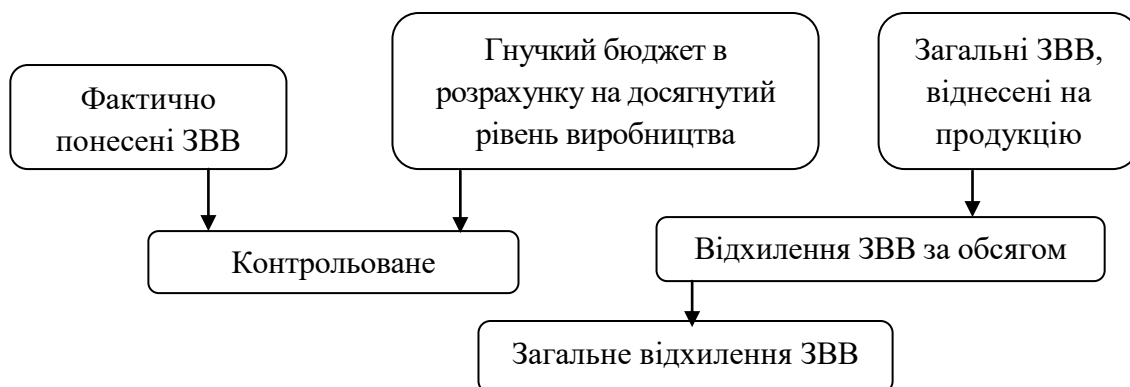 Фактично
понесені ЗВВ
Гнучкий бюджет в
розрахунку на досягнутий
рівень виробництва
Загальні ЗВВ,
віднесені на
продукцію
Контрольоване
Відхилення ЗВВ за обсягом
Загальне відхилення ЗВВ